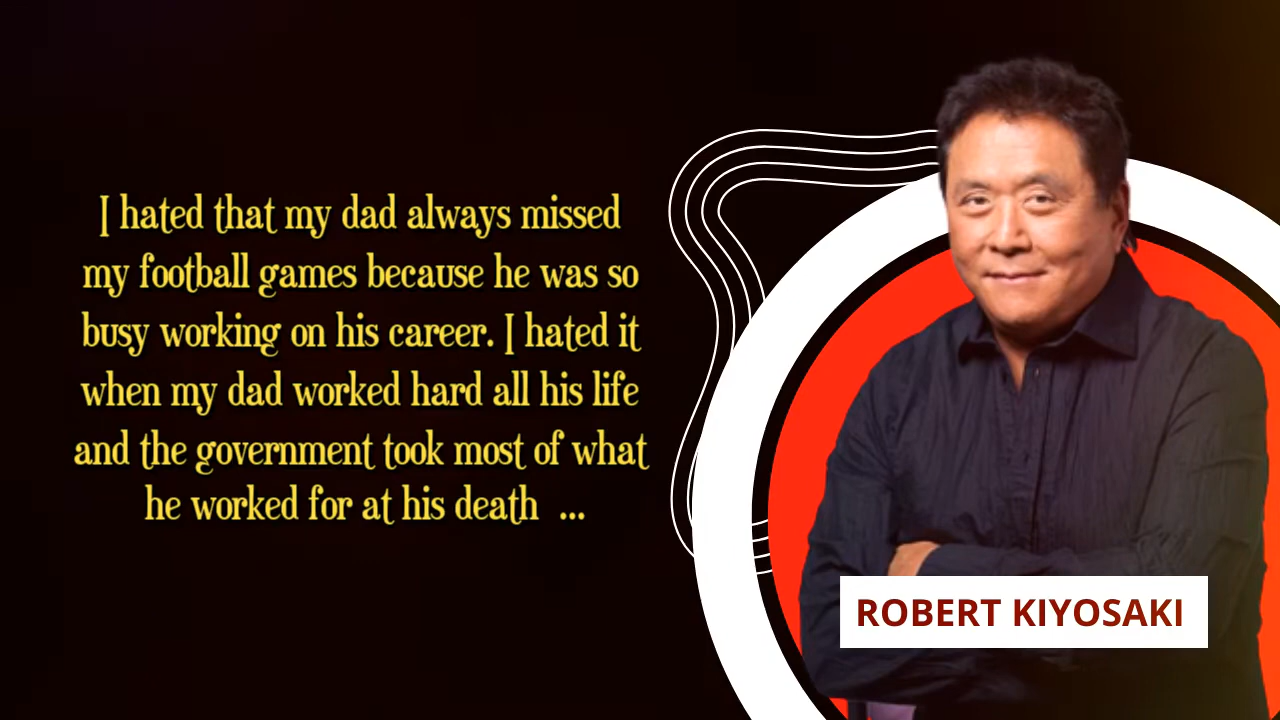 I hated that my dad always missed
my football games because he was so
busy working on his career. I hated it
when my dad worked hard all his life
and the government took most of what
he worked for at his death ...
ROBERT KIYOSAKI